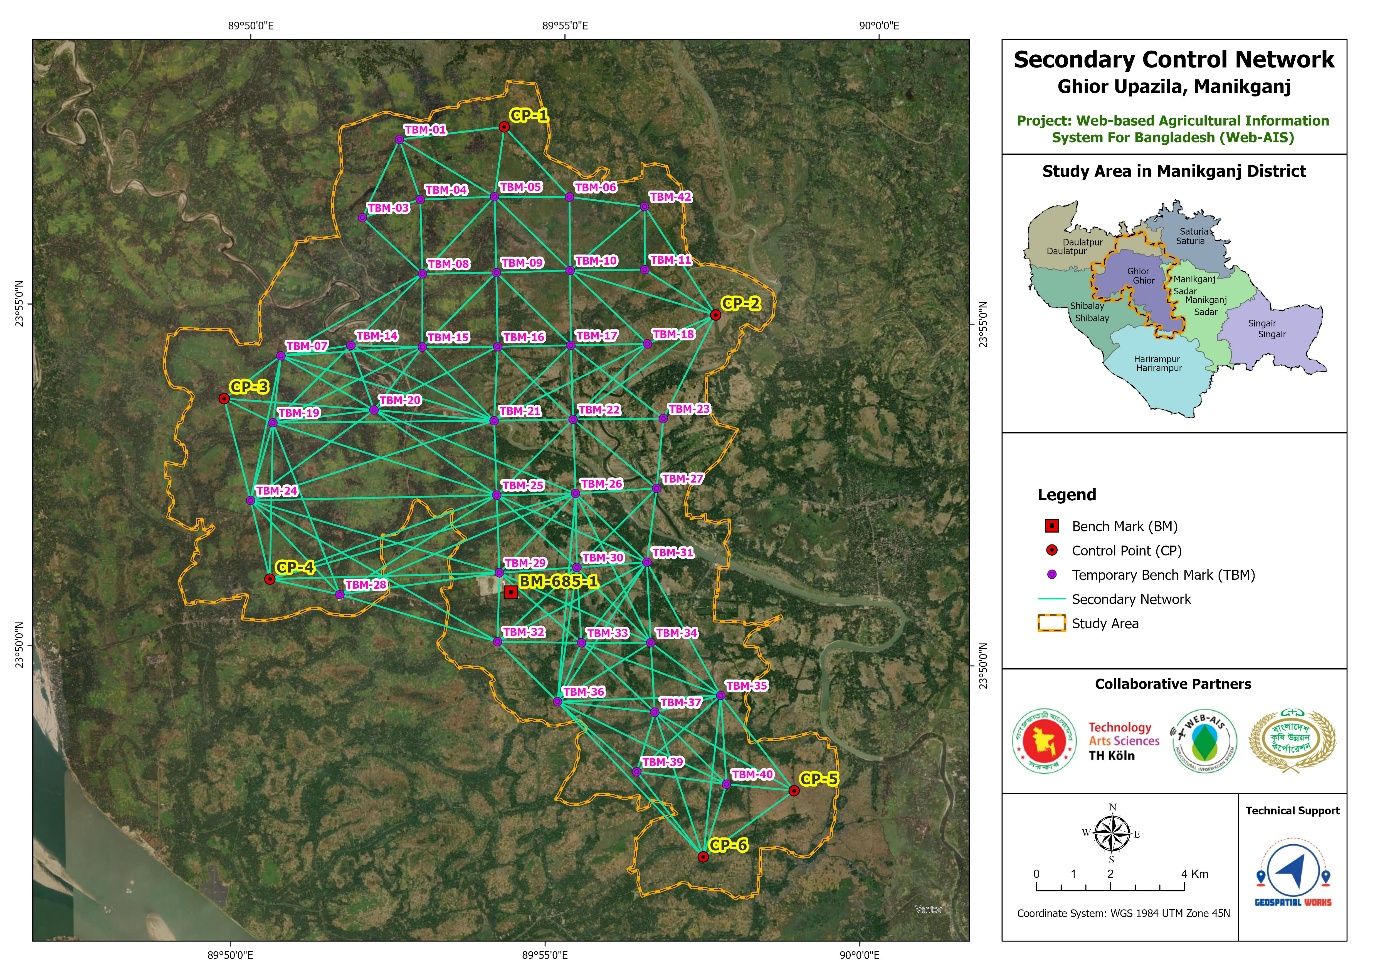 89°50'0"E
89°55'0"E
90°0'0"E
23°55'0"N
23°50'0"N
CP-1
TBM-01
TBM-04
TBM-05
TBM-06
TBM-42
TBM-03
TBM-08
TBM-09
TBM-10
TBM-11
CP-2
TBM-07
TBM-14
TBM-15
TBM-16
TBM-17
TBM-18
CP-3
TBM-19
TBM-20
TBM-21
TBM-22
TBM-23
TBM-24
TBM-25
TBM-26
TBM-27
CP-4
TBM-28
TBM-29
TBM-30
TBM-31
BM-685-1
TBM-32
TBM-33
TBM-34
TBM-36
TBM-37
TBM-35
TBM-39
TBM-40
CP-5
CP-6
23°55'0"N
23°50'0"N
89°50'0"E
89°55'0"E
90°0'0"E
Secondary Control Network
Ghior Upazila, Manikganj
Project: Web-based Agricultural Information
System For Bangladesh (Web-AIS)
Study Area in Manikganj District
Daulatpur
Daulatpur
Saturia
Saturia
Ghior
Ghior
Manikganj
Sadar
Manikganj
Sadar
Shibalay
Shibalay
Singair
Singair
Harirampur
Harirampur
Legend
Bench Mark (BM)
Control Point (CP)
Temporary Bench Mark (TBM)
Secondary Network
Study Area
Collaborative Partners
Technology
Arts Sciences
TH Köln
WEB-AIS
বাংলাদেশ
কৃষি উন্নয়ন
কর্পোরেশন
N
W
E
S
0 1 2 4 Km
Coordinate System: WGS 1984 UTM Zone 45N
Technical Support
GEOSPATIAL WORKS